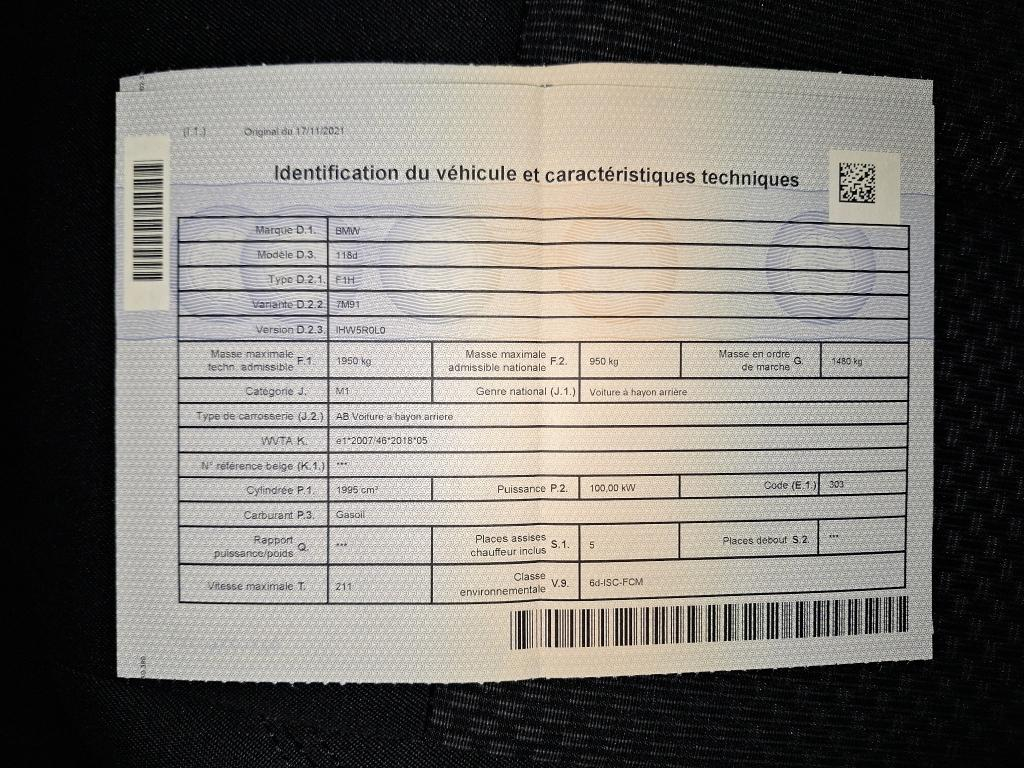 (I.1.) Original du 17/11/2021
Identification du véhicule et caractéristiques techniques
Marque D.1. BMW
Modèle D.3. 118d
Type D.2.1. F1H
Variante D.2.2. 7M91
Version D.2.3. IHW5R0L0
Masse maximale techn. admissible F.1. 1950 kg Masse maximale admissible nationale F.2. 950 kg Masse en ordre de marche G. 1480 kg
Catégorie J. M1 Genre national (J.1.) Voiture à hayon arrière
Type de carrosserie (J.2.) AB Voiture a hayon arriere
WVTA K. e1*2007/46*2018*05
N° référence belge (K.1.) ***
Cylindrée P.1. 1995 cm³ Puissance P.2. 100,00 kW Code (E.1.) 303
Carburant P.3. Gasoil
Rapport puissance/poids Q. *** Places assises chauffeur inclus S.1. 5 Places debout S.2. ***
Vitesse maximale T. 211 Classe environnementale V.9. 6d-ISC-FCM